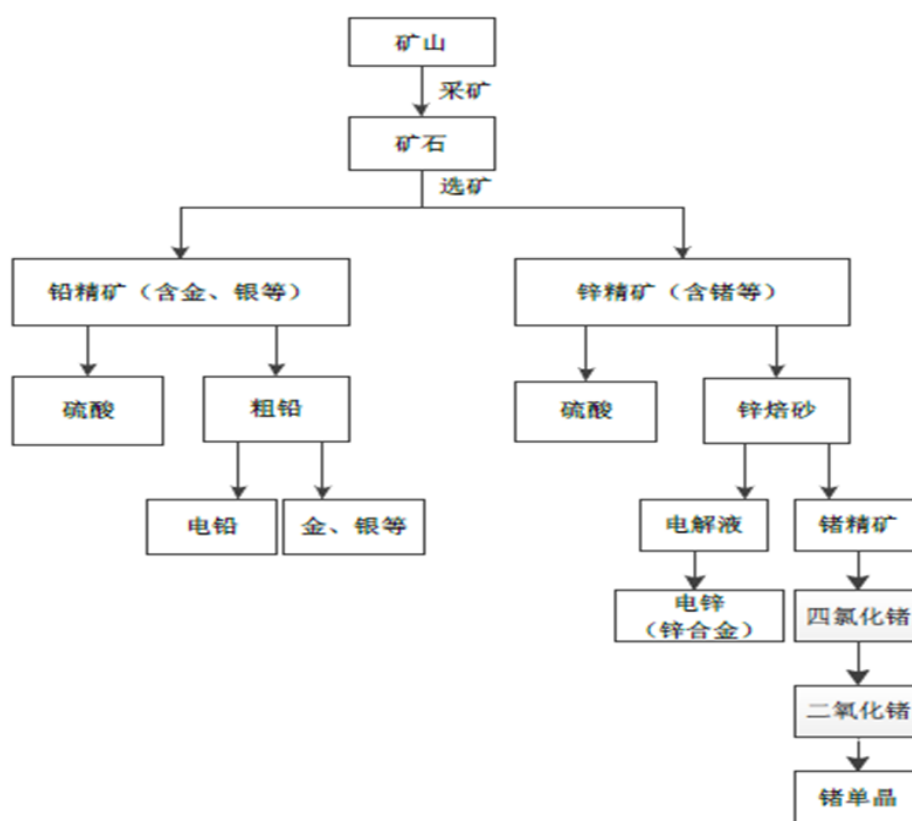 矿山
采矿
矿石
选矿
铅精矿（含金、银等）
锌精矿（含锗等）
硫酸
粗铅
硫酸
锌焙砂
电铅
金、银等
电解液
锗精矿
电锌
（锌合金）
四氯化锗
二氧化锗
锗单晶